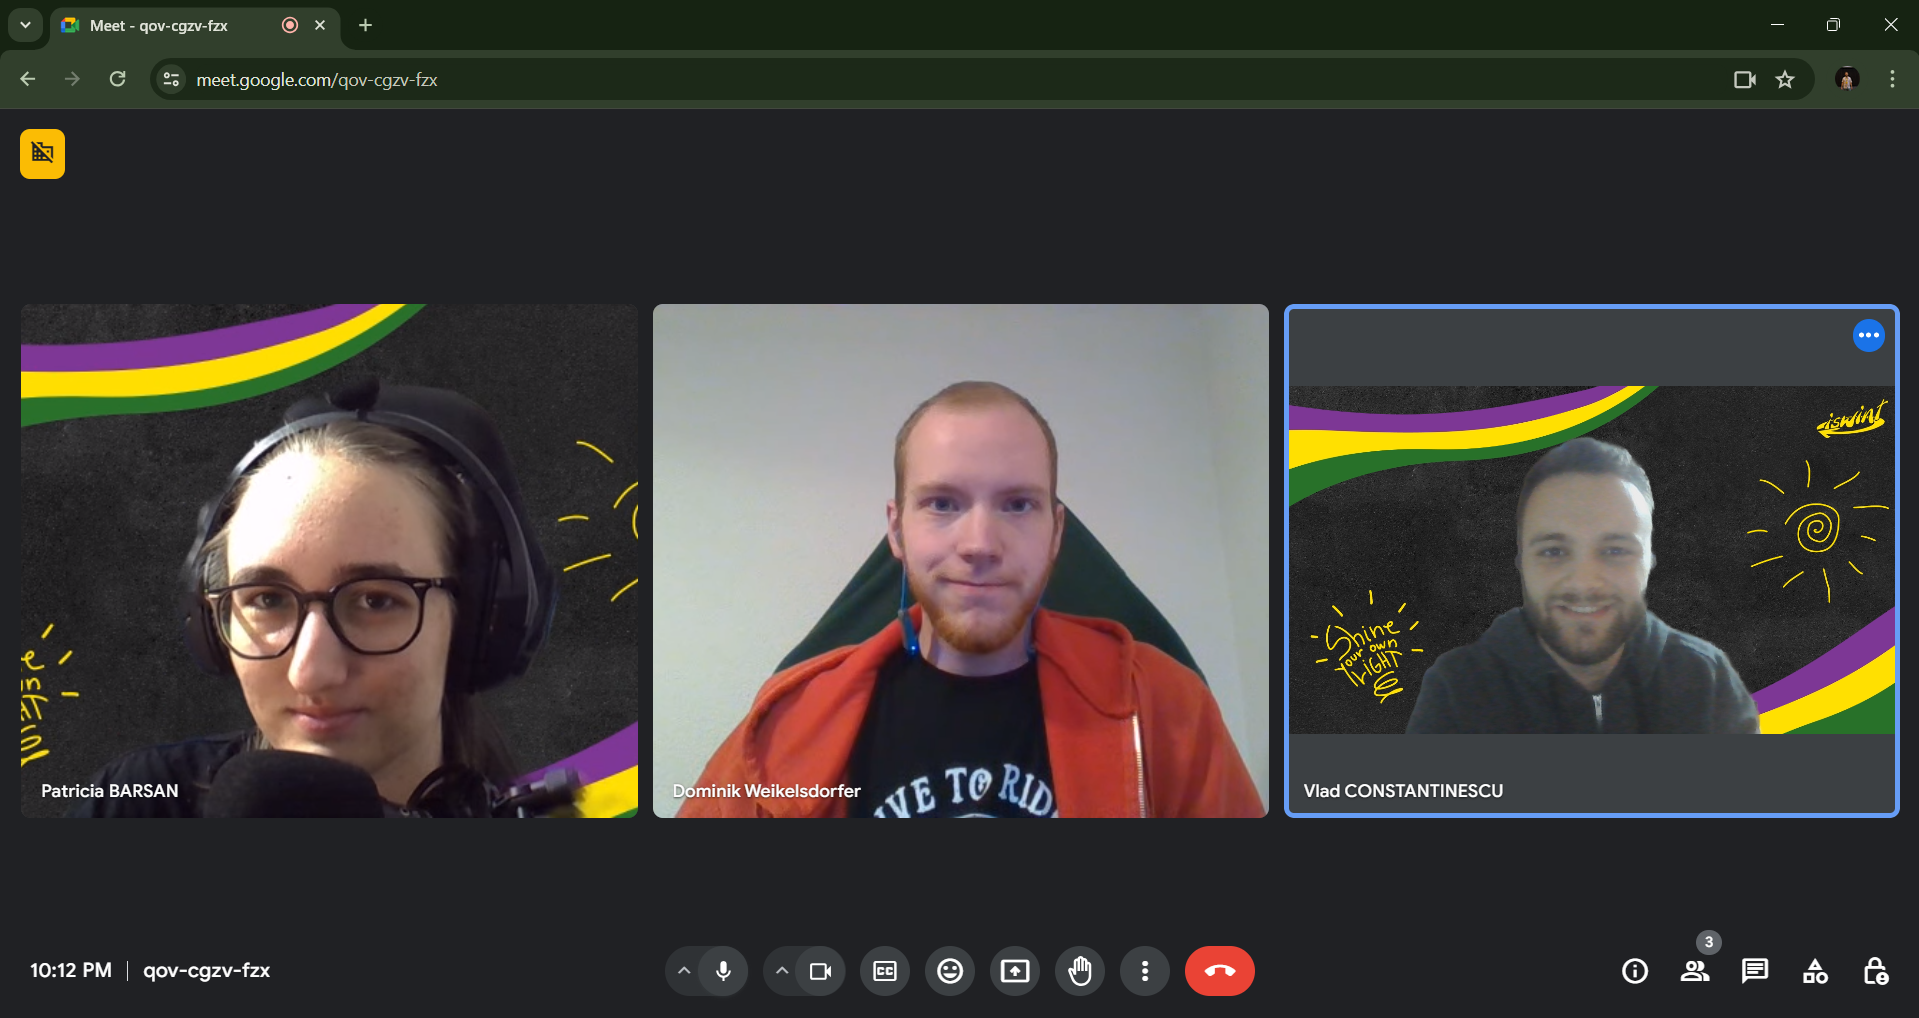 Meet - qov-cgzv-fzx
meet.google.com/qov-cgzv-fzx
iswint
Shine
your own
LIGHT
Patricia BARSAN
Dominik Weikelsdorfer
VE TO RID
Vlad CONSTANTINESCU
10:12 PM
qov-cgzv-fzx
CC
3